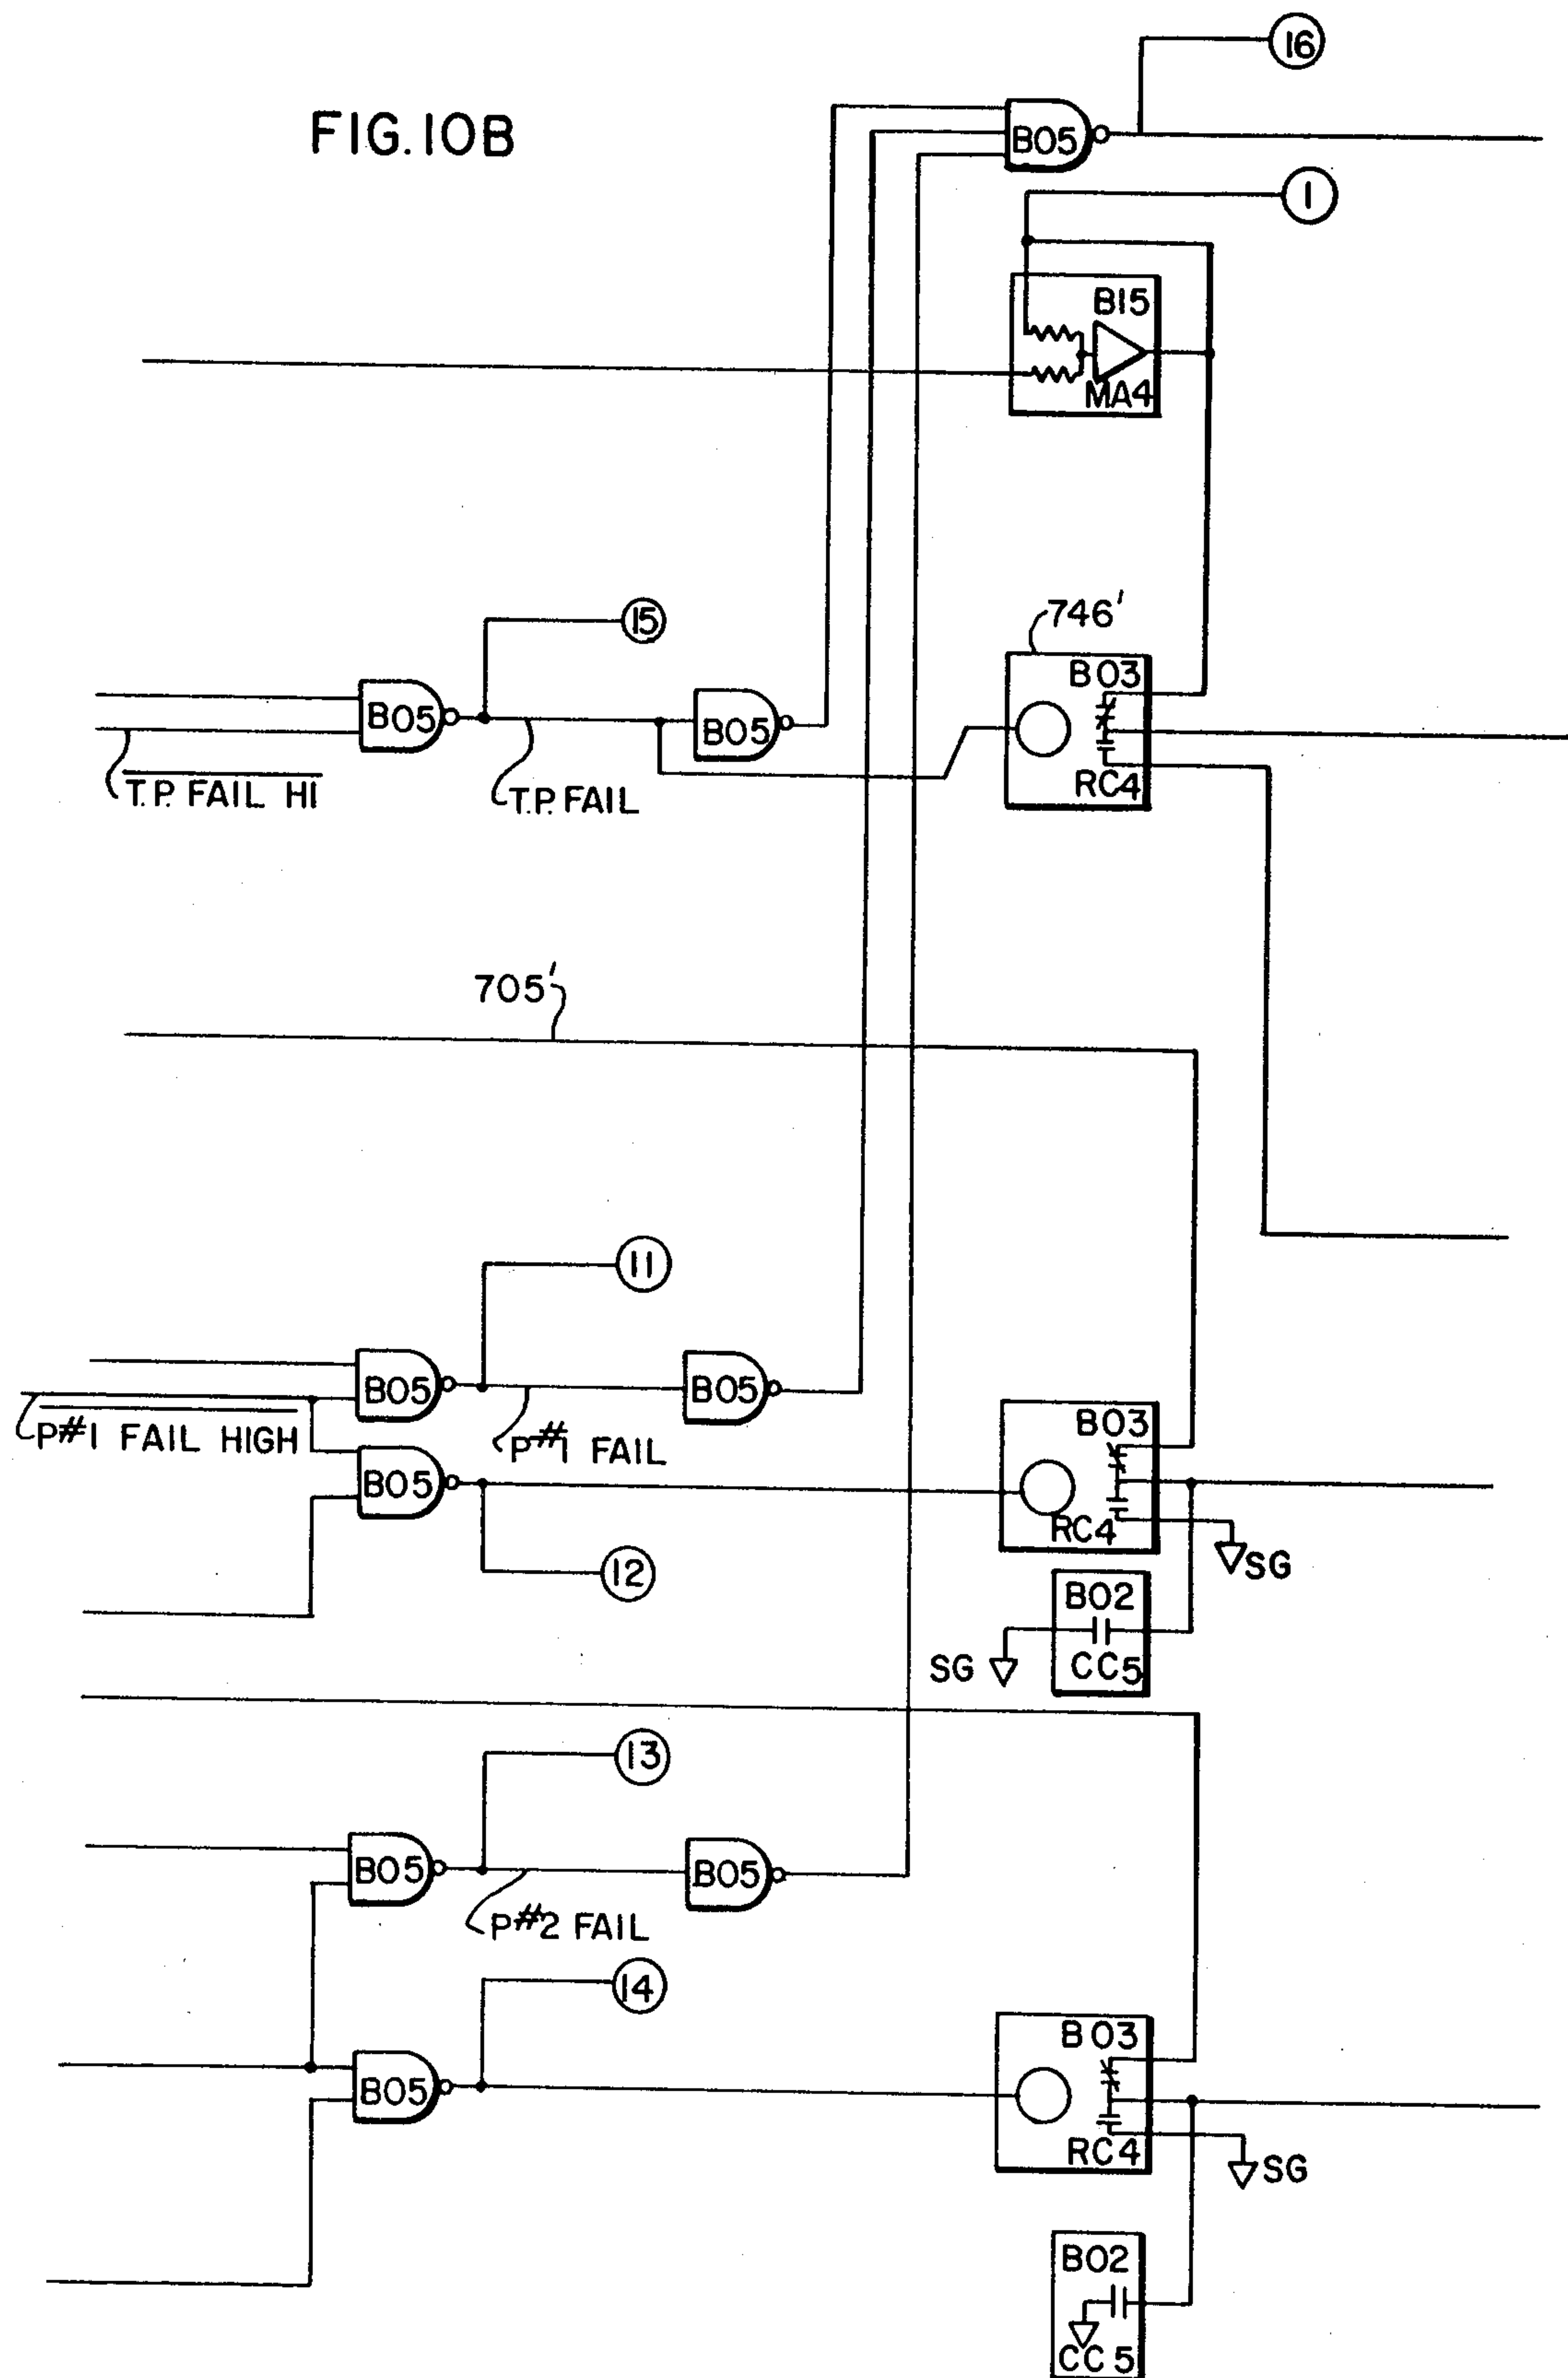 16
FIG. 10B
B05
1
B15
MA4
15
746'
B03
B05
B05
RC4
T.P. FAIL HI
T.P. FAIL
705'
11
B05
B05
P#1 FAIL HIGH
P#1 FAIL
B03
B05
RC4
SG
12
B02
SG
CC5
13
B05
B05
P#2 FAIL
14
B03
B05
RC4
SG
B02
CC5